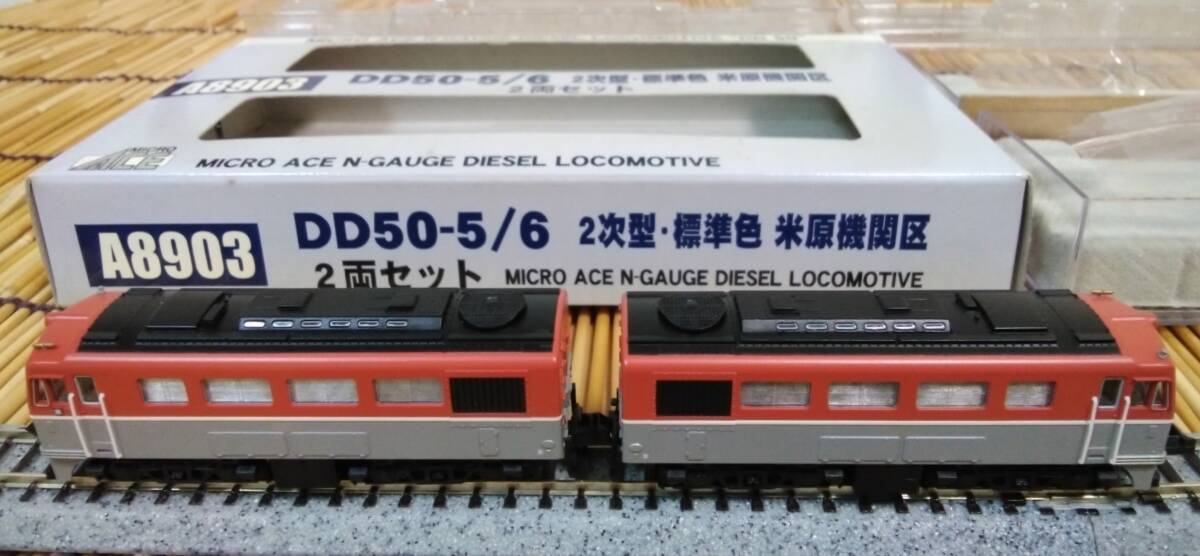 A8903 DD50-5/6 2次型・標準色 米原機関区
2両セット
MICRO ACE
MICRO ACE N-GAUGE DIESEL LOCOMOTIVE
A8903 DD50-5/6 2次型・標準色 米原機関区
2両セット MICRO ACE N-GAUGE DIESEL LOCOMOTIVE